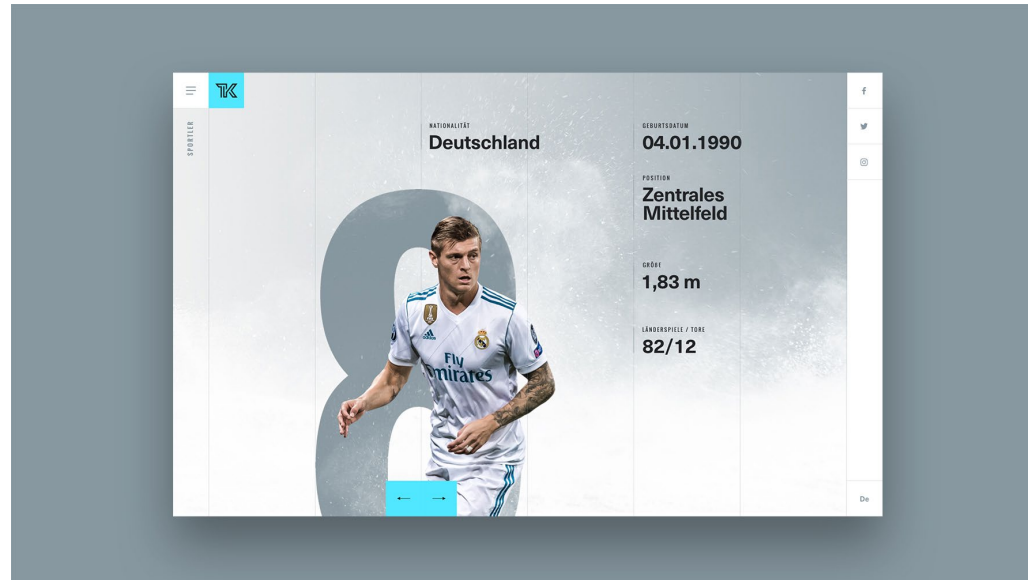 TK
SPORTLER
NATIONALITÄT
Deutschland
GEBURTSDATUM
04.01.1990
POSITION
Zentrales
Mittelfeld
GRÖßE
1,83 m
LÄNDERSPIELE / TORE
82/12
8
adidas
Fly
Emirates
De